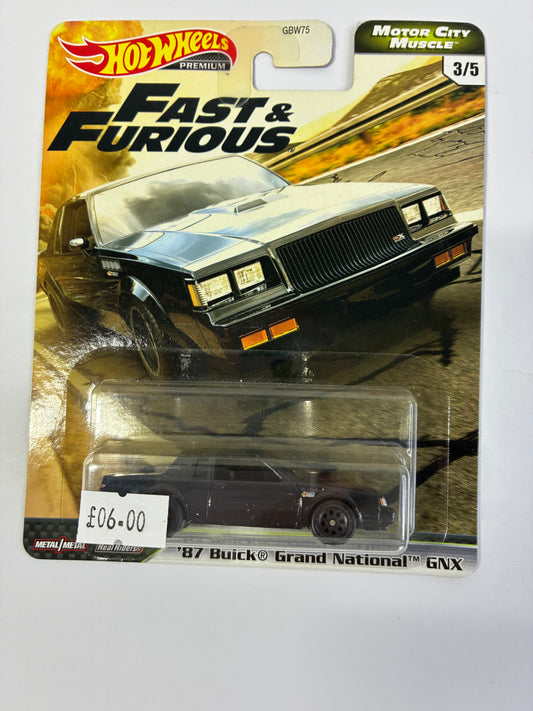 HOT WHEELS
PREMIUM
GBW75
MOTOR CITY
MUSCLE™
3/5
FAST &
FURIOUS
£06.00
METAL/METAL
Real Riders
'87 Buick® Grand National™ GNX